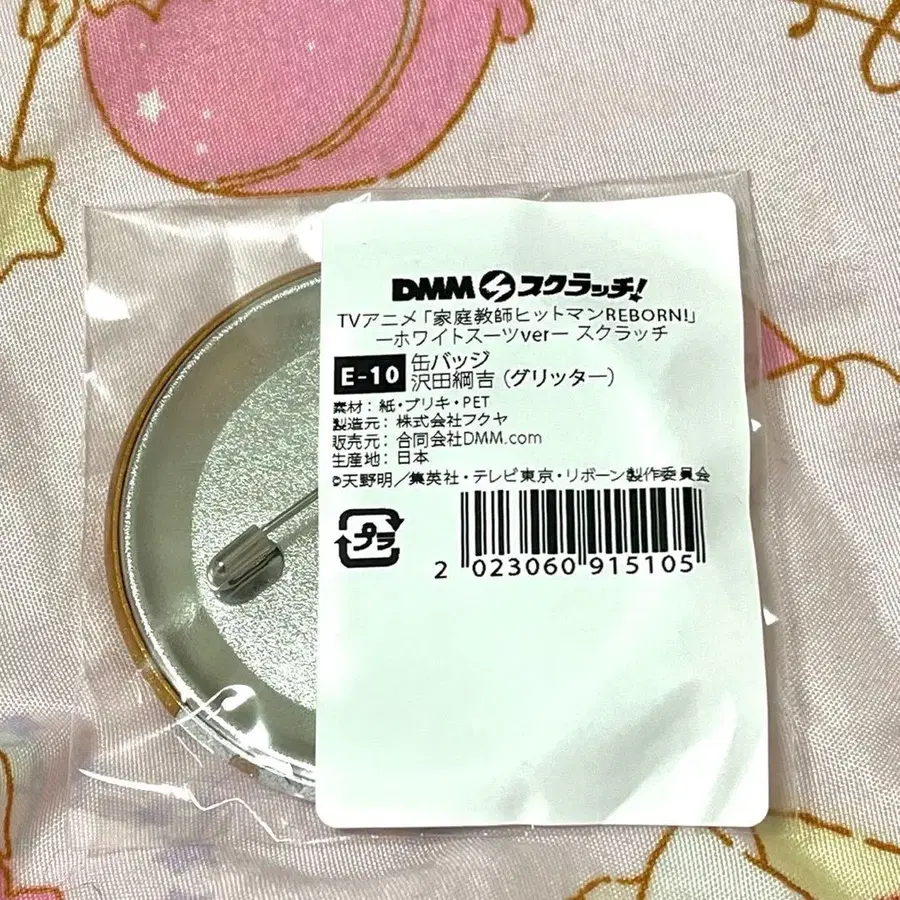 DMMスクラッチ!
TVアニメ「家庭教師ヒットマンREBORN!」
ーホワイトスーツverー スクラッチ
E-10
缶バッジ
沢田綱吉（グリッター）
素材：紙・ブリキ・PET
製造元：株式会社フクヤ
販売元：合同会社DMM.com
生産地：日本
©天野明／集英社・テレビ東京・リボーン製作委員会
プラ
2 023060 915105